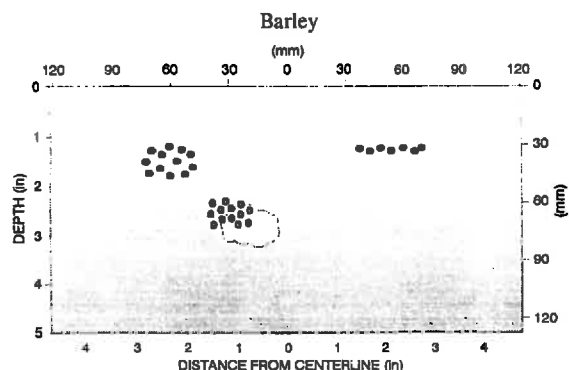 Barley
(mm)
120 90 60 30 0 30 60 90 120
0 0
1 30
2 60
3 90
4 120
5
DEPTH (in)
(mm)
4 3 2 1 0 1 2 3 4
DISTANCE FROM CENTERLINE (in)